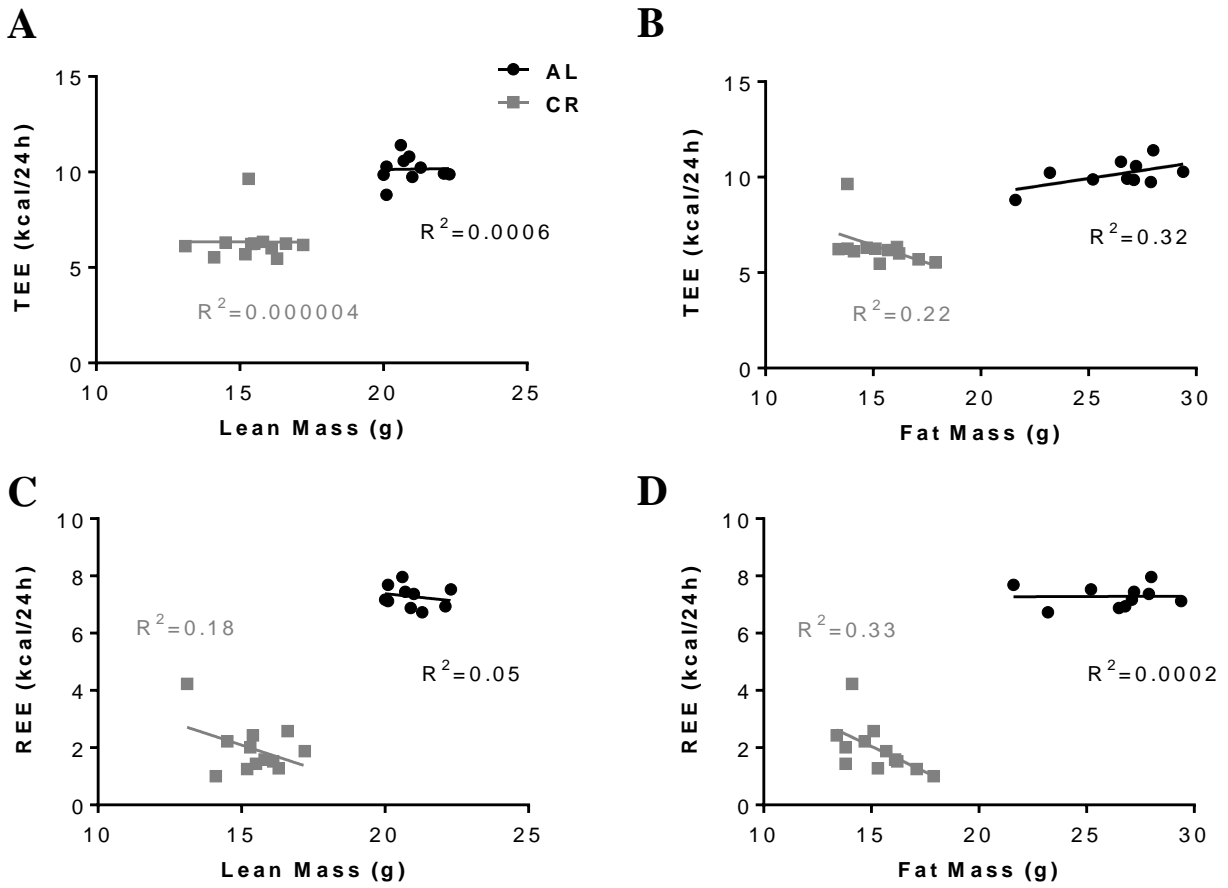 A
TEE (kcal/24h)
15
10
5
0
AL
CR
R²=0.0006
R²=0.000004
10 15 20 25
Lean Mass (g)
B
TEE (kcal/24h)
15
10
5
0
R²=0.32
R²=0.22
10 15 20 25 30
Fat Mass (g)
C
REE (kcal/24h)
10
8
6
4
2
0
R²=0.18
R²=0.05
10 15 20 25
Lean Mass (g)
D
REE (kcal/24h)
10
8
6
4
2
0
R²=0.33
R²=0.0002
10 15 20 25 30
Fat Mass (g)